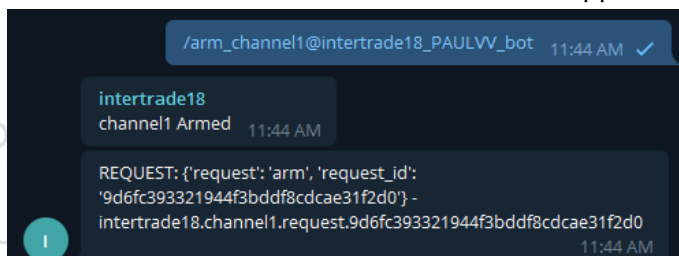 /arm_channel1@intertrade18_PAULVV_bot 11:44 AM
intertrade18
channel1 Armed 11:44 AM
REQUEST: {'request': 'arm', 'request_id':
'9d6fc393321944f3bddf8cdcae31f2d0'} -
intertrade18.channel1.request.9d6fc393321944f3bddf8cdcae31f2d0
11:44 AM
I